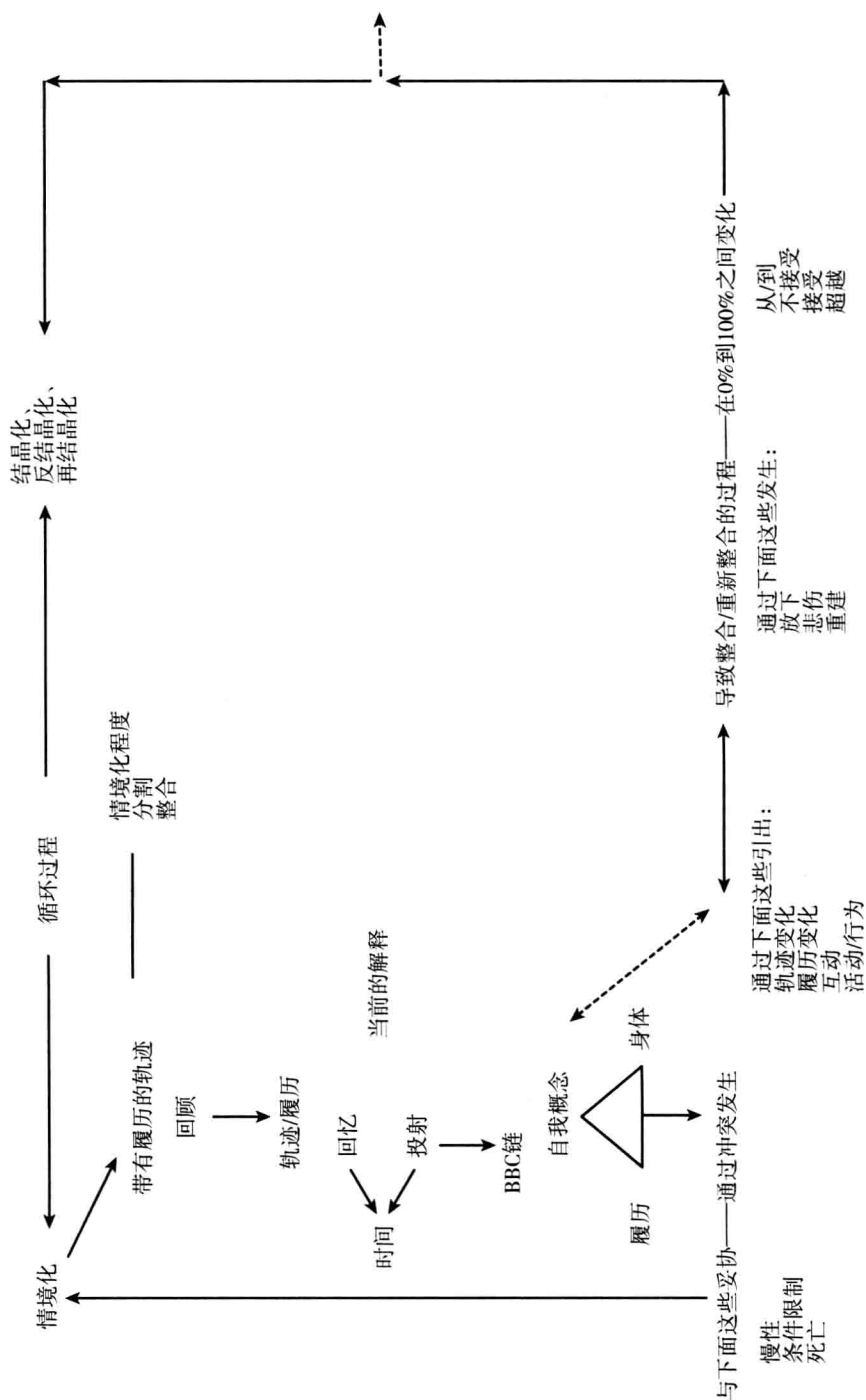 循环过程
情境化
结晶化、
反结晶化、
再结晶化
带有履历的轨迹
情境化程度
分割
整合
回顾
轨迹/履历
当前的解释
回忆
时间
投射
BBC链
自我概念
履历
身体
与下面这些妥协——通过冲突发生
慢性
条件限制
死亡
通过下面这些引出：
轨迹变化
履历变化
互动
活动/行为
导致整合/重新整合的过程——在0%到100%之间变化
通过下面这些发生：
放下
悲伤
重建
从/到
不接受
接受
超越